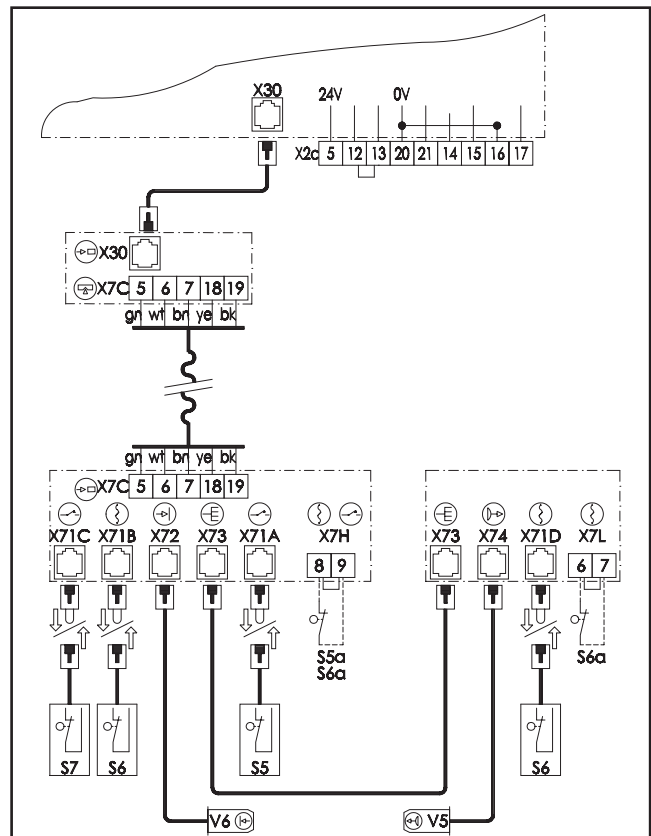 X30 24V 0V
X2c 5 12 13 20 21 14 15 16 17
X30
X7C 5 6 7 18 19
gn wt bn ye bk
gn wt bn ye bk
X7C 5 6 7 18 19
X71C X71B X72 X73 X71A X7H X73 X74 X71D X7L
8 9 6 7
S5a S6a
S6a
S7 S6 S5 S6
V6 V5